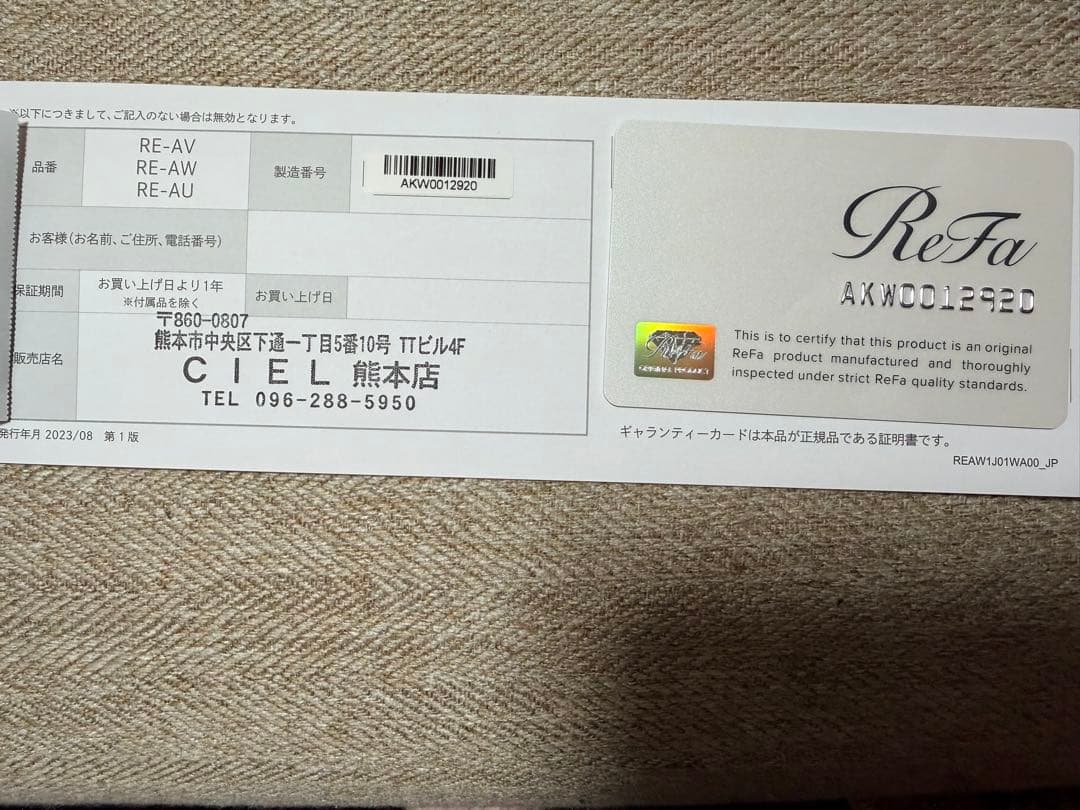 ※以下につきまして、ご記入のない場合は無効となります。
品番
RE-AV
RE-AW
RE-AU
製造番号
AKW0012920
お客様(お名前、ご住所、電話番号)
保証期間
お買い上げ日より1年
※付属品を除く
お買い上げ日
販売店名
〒860-0807
熊本市中央区下通一丁目5番10号 TTビル4F
CIEL 熊本店
TEL 096-288-5950
発行年月 2023/08 第1版
ReFa
AKW0012920
ReFa
GENUINE PRODUCT
This is to certify that this product is an original
ReFa product manufactured and thoroughly
inspected under strict ReFa quality standards.
ギャランティーカードは本品が正規品である証明書です。
REAW1J01WA00_JP